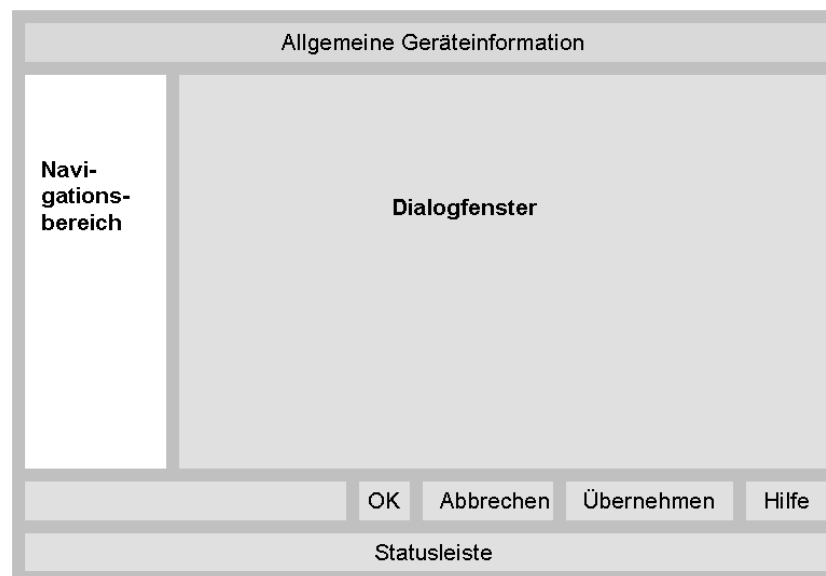 Allgemeine Geräteinformation
Navi-
gations-
bereich
Dialogfenster
OK Abbrechen Übernehmen Hilfe
Statusleiste